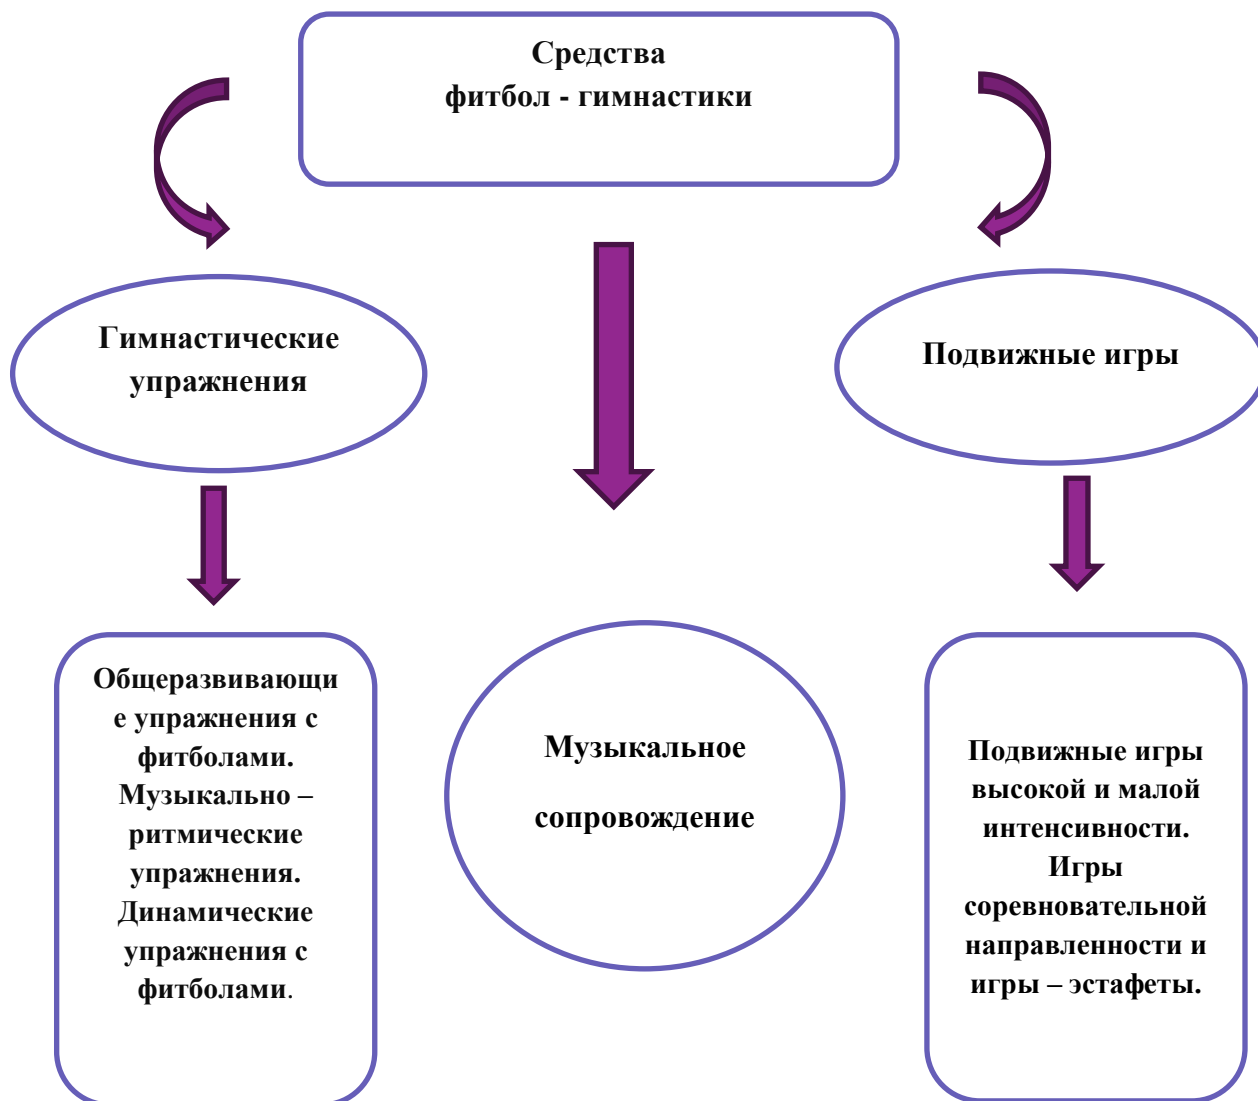 Средства
фитбол - гимнастики
Гимнастические
упражнения
Подвижные игры
Общеразвивающи
е упражнения с
фитболами.
Музыкально –
ритмические
упражнения.
Динамические
упражнения с
фитболами.
Музыкальное
сопровождение
Подвижные игры
высокой и малой
интенсивности.
Игры
соревновательной
направленности и
игры – эстафеты.